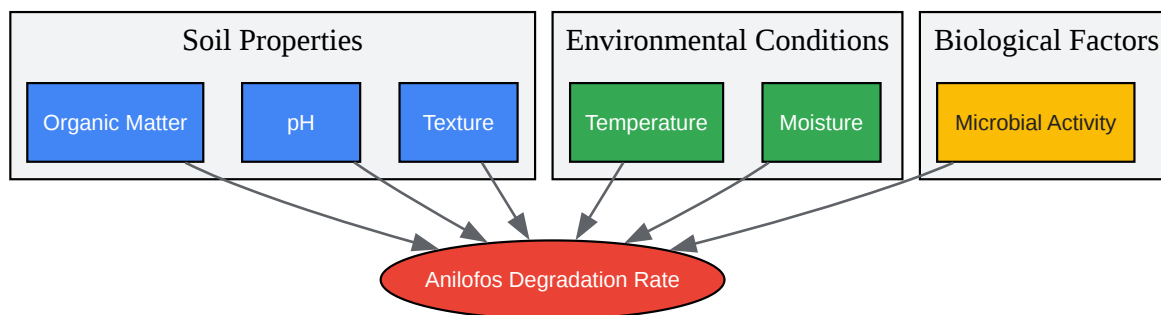 Soil Properties
Environmental Conditions
Biological Factors
Organic Matter
pH
Texture
Temperature
Moisture
Microbial Activity
Anilofos Degradation Rate